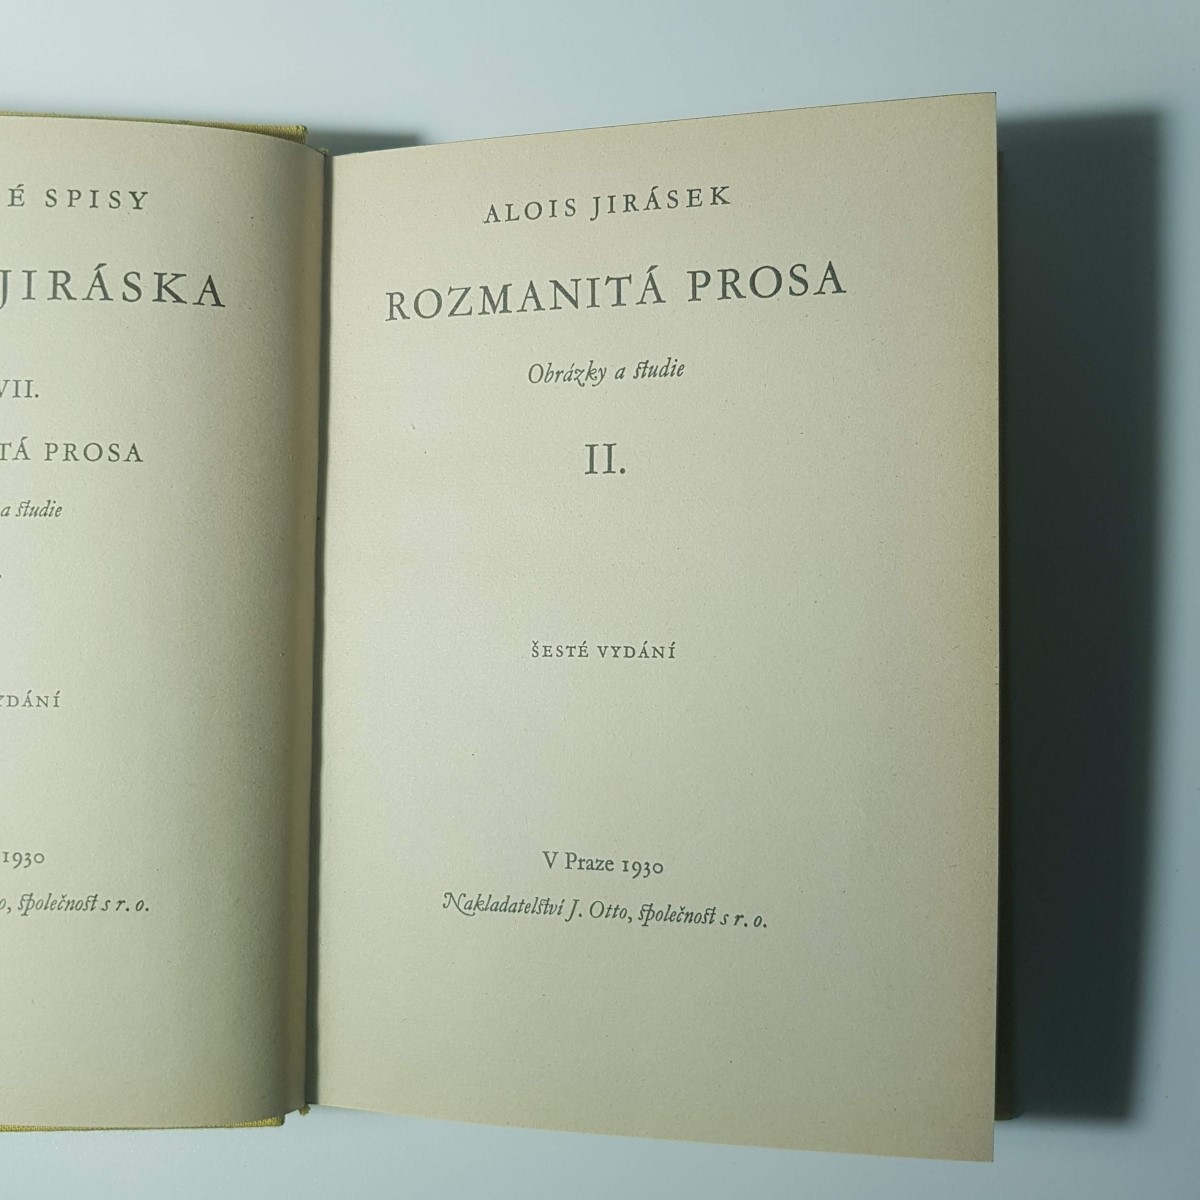 É SPISY
JIRÁSKA
VII.
TÁ PROSA
a studie
YDÁNÍ
1930
o, společnost s r. o.
ALOIS JIRÁSEK
ROZMANITÁ PROSA
Obrázky a studie
II.
ŠESTÉ VYDÁNÍ
V Praze 1930
Nakladatelství J. Otto, společnost s r. o.